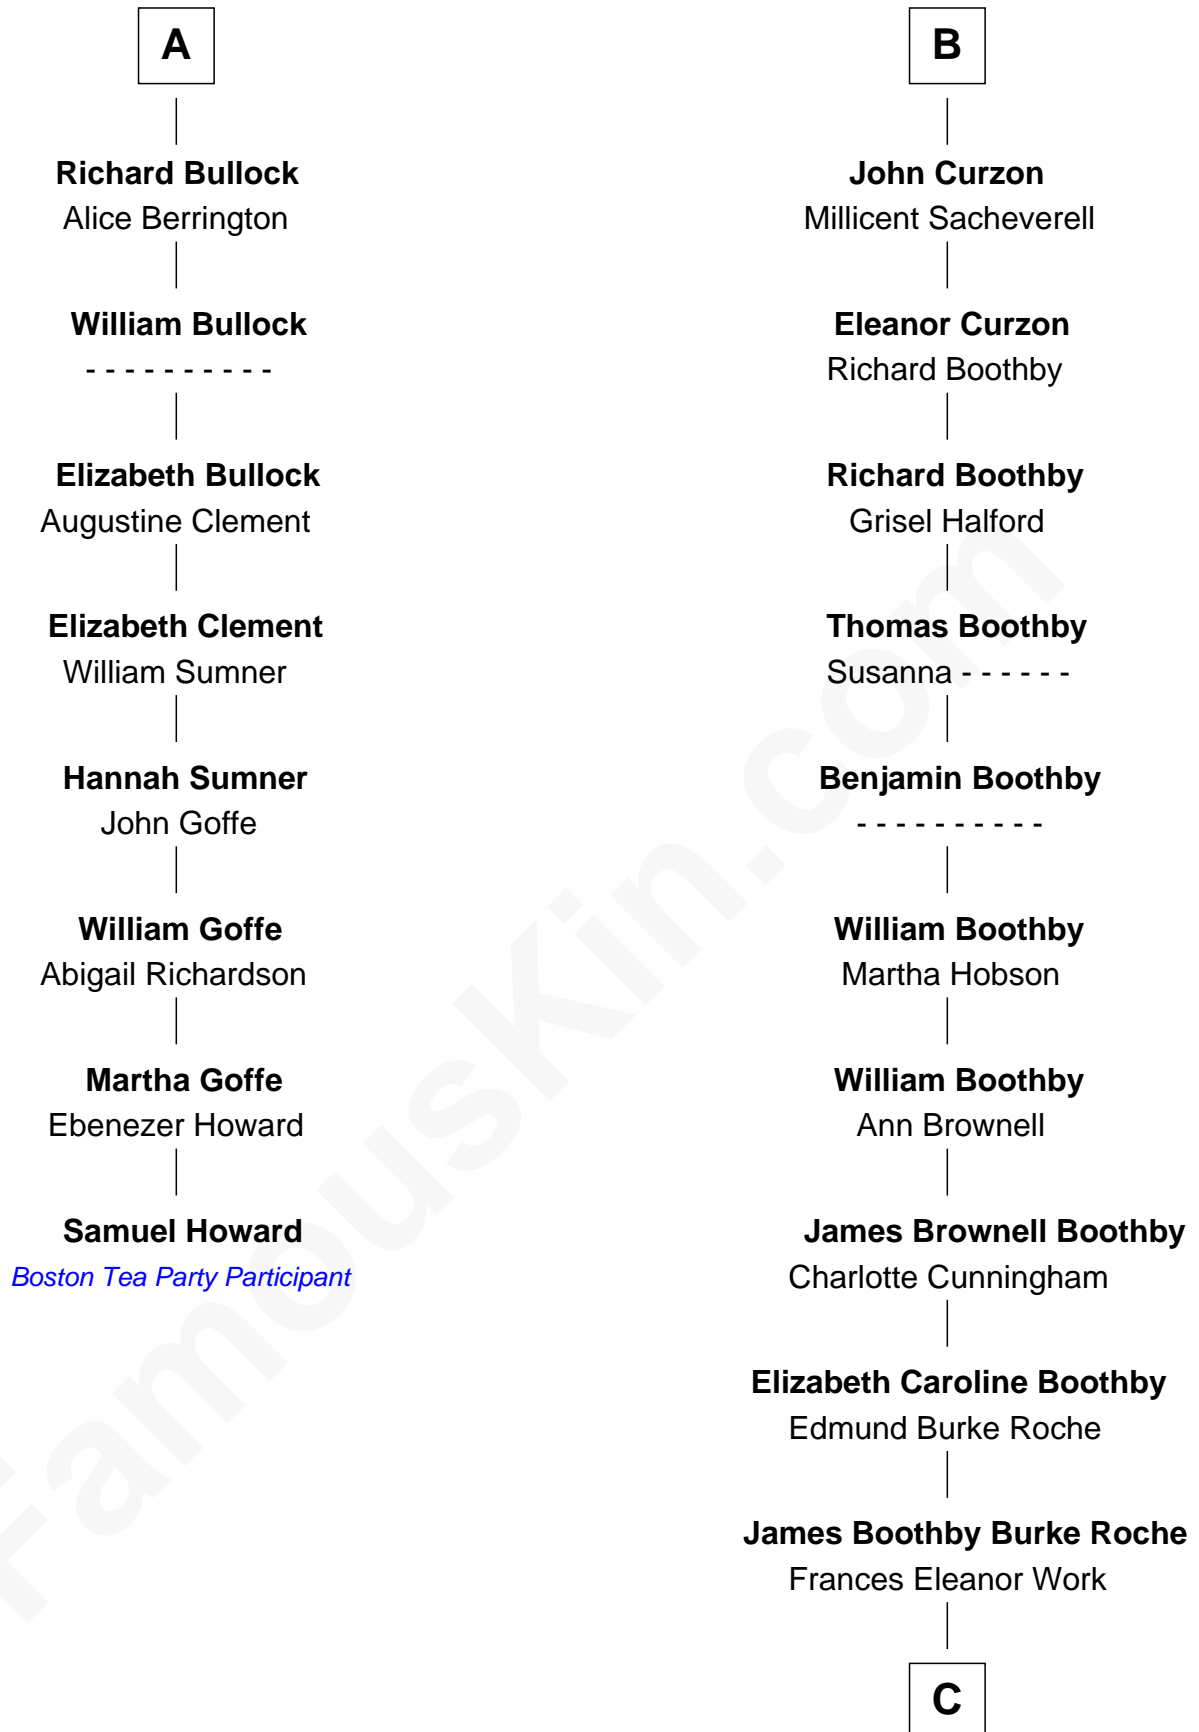 A
Richard Bullock
Alice Berrington
William Bullock
- - - - - - - - - -
Elizabeth Bullock
Augustine Clement
Elizabeth Clement
William Sumner
Hannah Sumner
John Goffe
William Goffe
Abigail Richardson
Martha Goffe
Ebenezer Howard
Samuel Howard
Boston Tea Party Participant
B
John Curzon
Millicent Sacheverell
Eleanor Curzon
Richard Boothby
Richard Boothby
Grisel Halford
Thomas Boothby
Susanna - - - - - -
Benjamin Boothby
- - - - - - - - - -
William Boothby
Martha Hobson
William Boothby
Ann Brownell
James Brownell Boothby
Charlotte Cunningham
Elizabeth Caroline Boothby
Edmund Burke Roche
James Boothby Burke Roche
Frances Eleanor Work
C
FamousKin.com